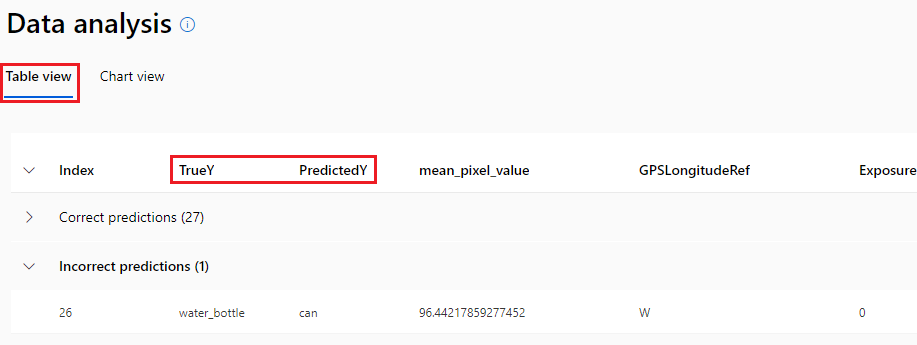 Data analysis
Table view Chart view
Index TrueY PredictedY mean_pixel_value GPSLongitudeRef Exposure
Correct predictions (27)
Incorrect predictions (1)
26 water_bottle can 96.44217859277452 W 0